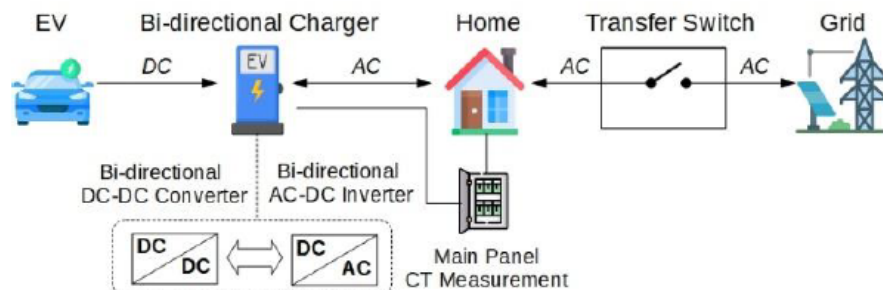 EV
Bi-directional Charger
Home
Transfer Switch
Grid
DC
EV
AC
AC
AC
Bi-directional
DC-DC Converter
Bi-directional
AC-DC Inverter
DC
DC
DC
AC
Main Panel
CT Measurement